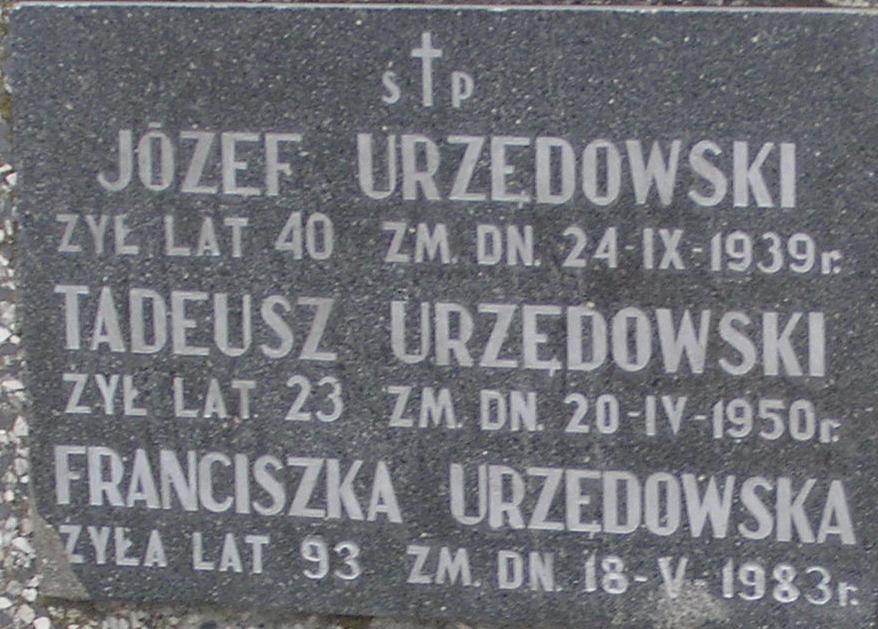 Ś P
JÓZEF URZĘDOWSKI
ŻYŁ LAT 40 ZM. DN. 24-IX-1939r.
TADEUSZ URZĘDOWSKI
ŻYŁ LAT 23 ZM. DN. 20-IV-1950r.
FRANCISZKA URZĘDOWSKA
ŻYŁA LAT 93 ZM. DN. 18-V-1983r.